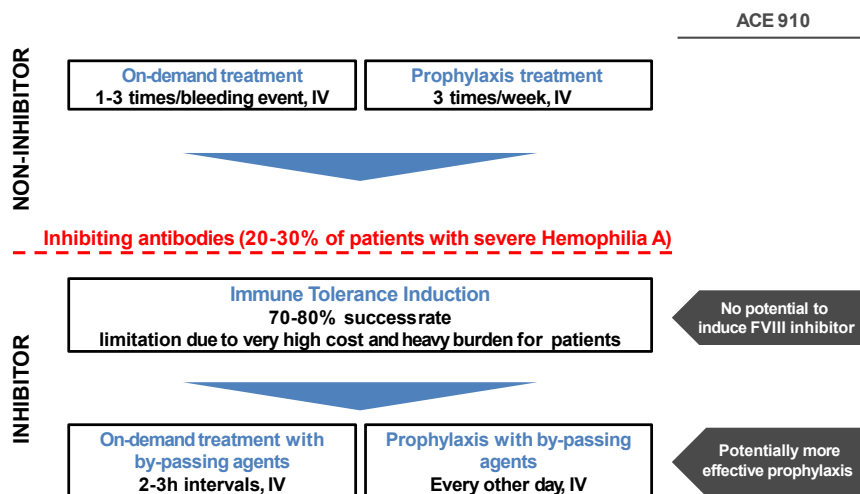 ACE 910
NON-INHIBITOR
On-demand treatment
1-3 times/bleeding event, IV
Prophylaxis treatment
3 times/week, IV
Inhibiting antibodies (20-30% of patients with severe Hemophilia A)
INHIBITOR
Immune Tolerance Induction
70-80% success rate
limitation due to very high cost and heavy burden for patients
No potential to
induce FVIII inhibitor
On-demand treatment with
by-passing agents
2-3h intervals, IV
Prophylaxis with by-passing
agents
Every other day, IV
Potentially more
effective prophylaxis